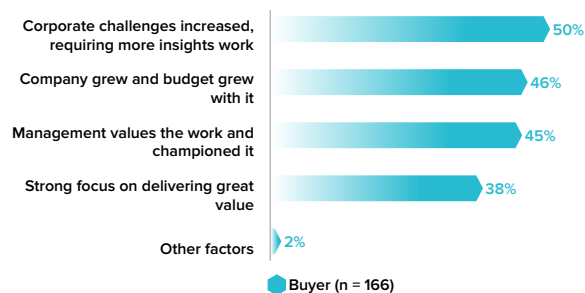 Corporate challenges increased,
requiring more insights work
50%
Company grew and budget grew
with it
46%
Management values the work and
championed it
45%
Strong focus on delivering great
value
38%
Other factors
2%
Buyer (n = 166)